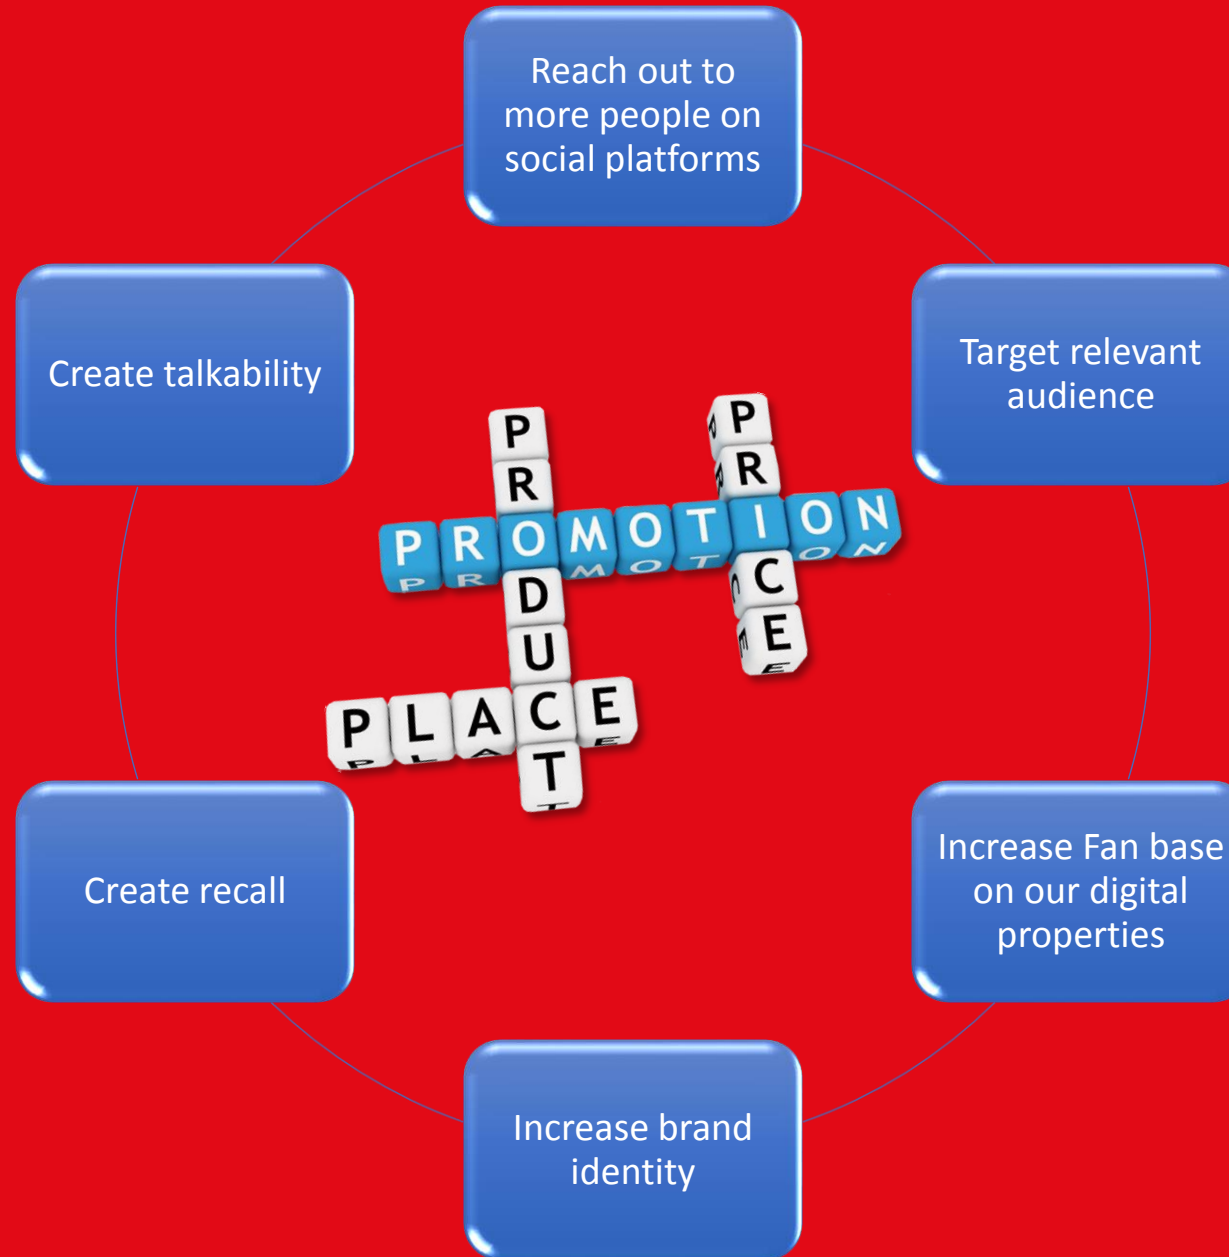 Reach out to
more people on
social platforms
Target relevant
audience
Increase Fan base
on our digital
properties
Increase brand
identity
Create recall
Create talkability
PRODUCT
PRICE
PROMOTION
PLACE